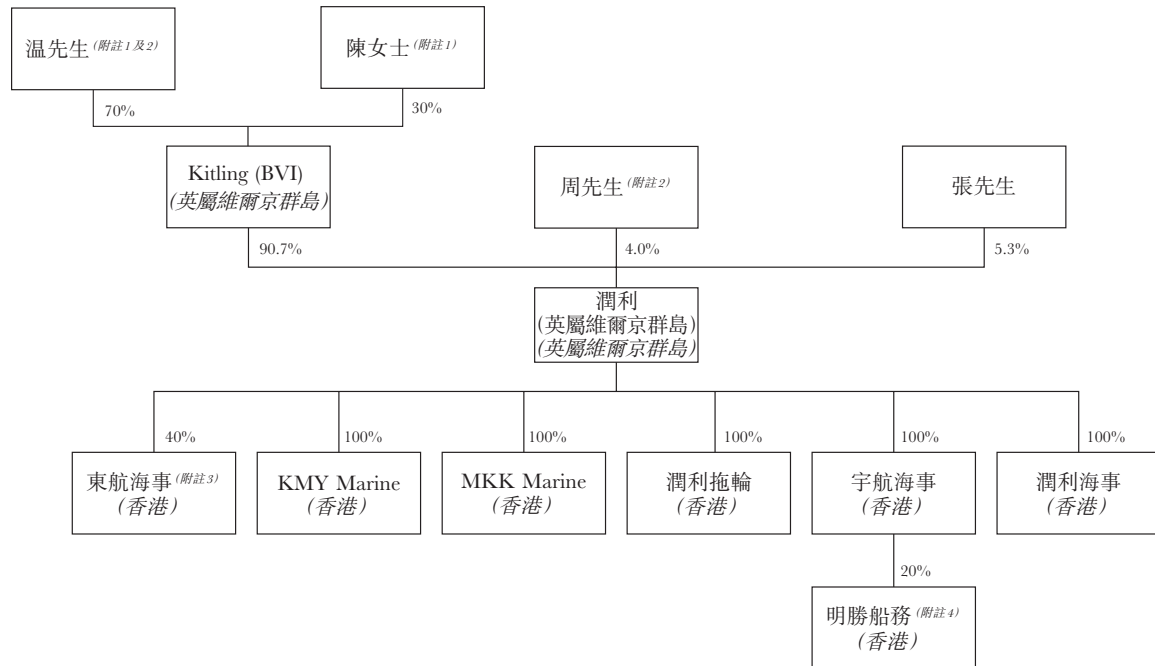 温先生(附註1及2)
陳女士(附註1)
70%
30%
Kitling (BVI)
(英屬維爾京群島)
周先生(附註2)
張先生
90.7%
4.0%
5.3%
潤利
(英屬維爾京群島)
(英屬維爾京群島)
40%
100%
100%
100%
100%
100%
東航海事(附註3)
(香港)
KMY Marine
(香港)
MKK Marine
(香港)
潤利拖輪
(香港)
宇航海事
(香港)
潤利海事
(香港)
20%
明勝船務(附註4)
(香港)